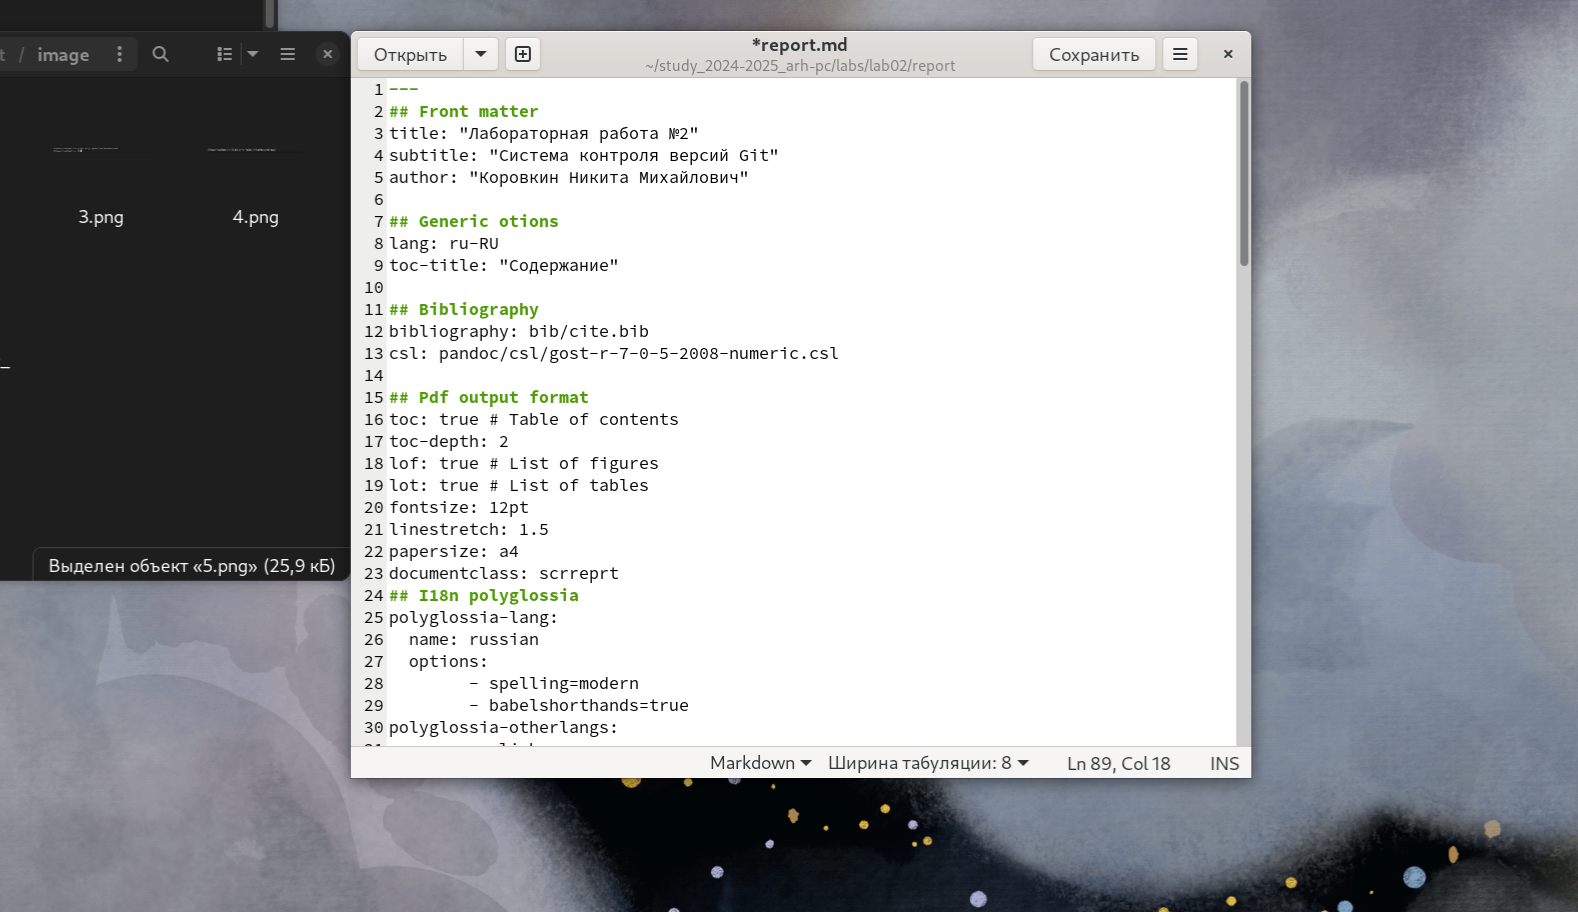 t / image
3.png
4.png
Выделен объект «5.png» (25,9 кБ)
Открыть
*report.md
~/study_2024-2025_arh-pc/labs/lab02/report
Сохранить
1 ---
2 ## Front matter
3 title: "Лабораторная работа №2"
4 subtitle: "Система контроля версий Git"
5 author: "Коровкин Никита Михайлович"
6
7 ## Generic otions
8 lang: ru-RU
9 toc-title: "Содержание"
10
11 ## Bibliography
12 bibliography: bib/cite.bib
13 csl: pandoc/csl/gost-r-7-0-5-2008-numeric.csl
14
15 ## Pdf output format
16 toc: true # Table of contents
17 toc-depth: 2
18 lof: true # List of figures
19 lot: true # List of tables
20 fontsize: 12pt
21 linestretch: 1.5
22 papersize: a4
23 documentclass: scrreprt
24 ## I18n polyglossia
25 polyglossia-lang:
26   name: russian
27   options:
28         - spelling=modern
29         - babelshorthands=true
30 polyglossia-otherlangs:
Markdown
Ширина табуляции: 8
Ln 89, Col 18
INS